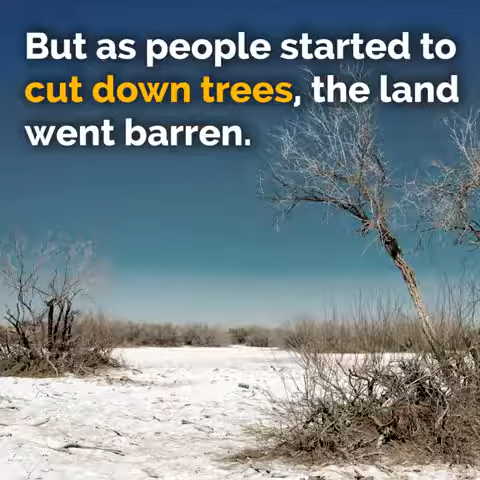 But as people started to
cut down trees, the land
went barren.